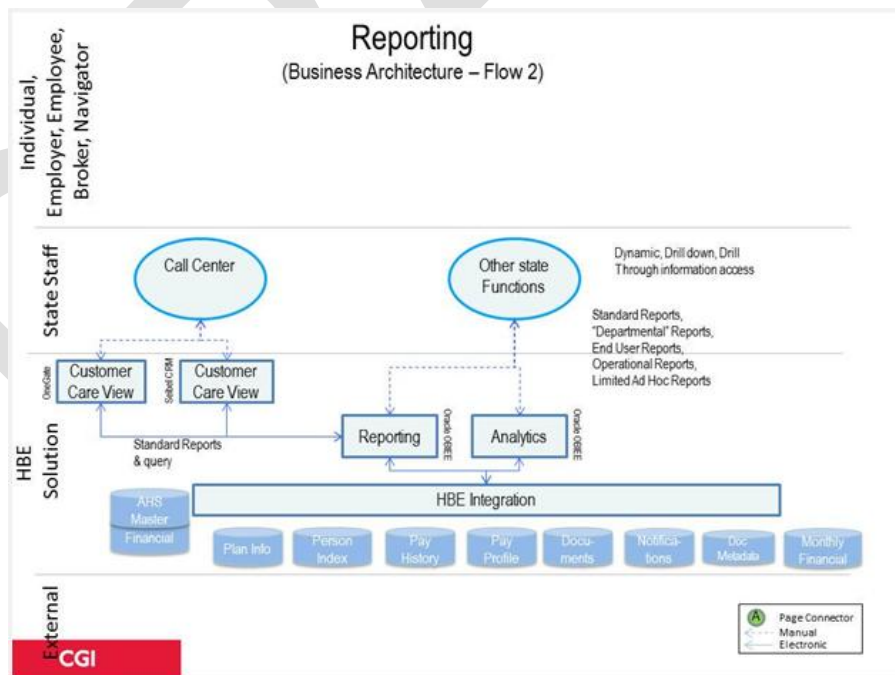 Reporting
(Business Architecture – Flow 2)
Individual,
Employer, Employee,
Broker, Navigator
State Staff
Call Center
Other state
Functions
Dynamic, Drill down, Drill
Through information access
Standard Reports,
"Departmental" Reports,
End User Reports,
Operational Reports,
Limited Ad Hoc Reports
HBE
Solution
OneGate
Customer
Care View
Seibel CRM
Customer
Care View
Standard Reports
& query
Reporting
Oracle OBIEE
Analytics
Oracle OBIEE
HBE Integration
AHS
Master
Financial
Plan Info
Person
Index
Pay
History
Pay
Profile
Docu-
ments
Notifica-
tions
Doc
Metadata
Monthly
Financial
External
CGI
A
Page Connector
Manual
Electronic